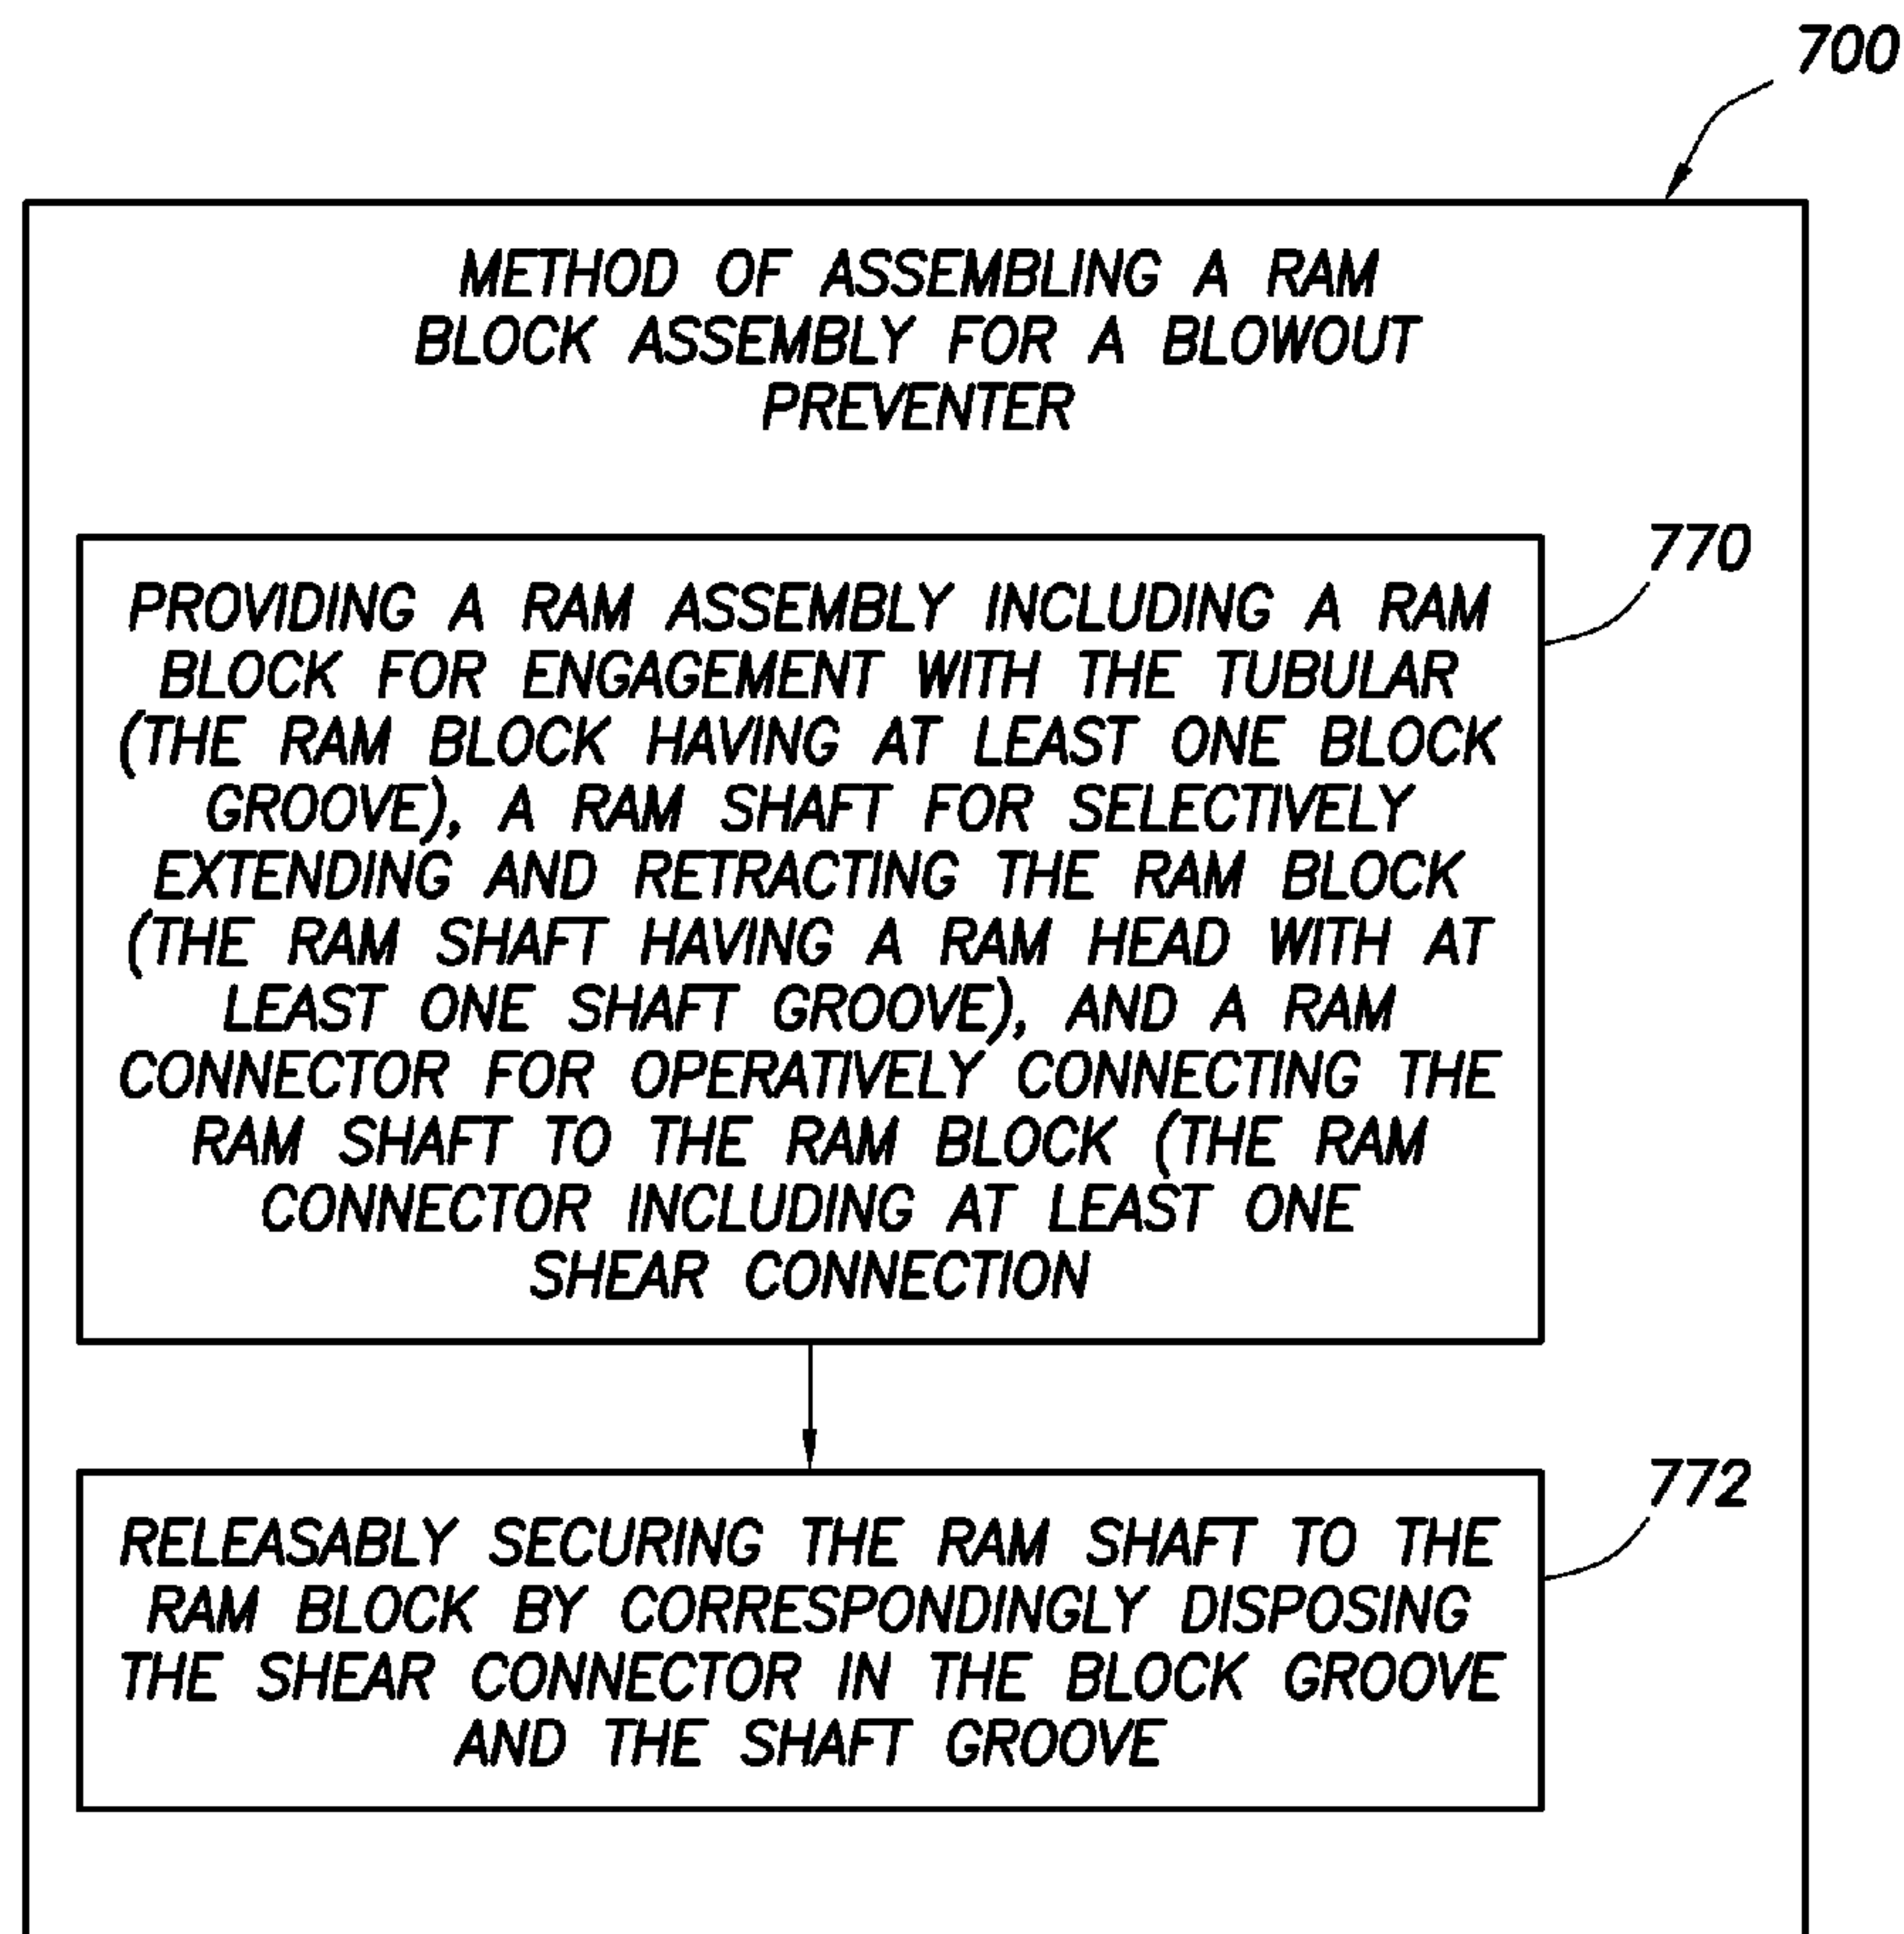 700
METHOD OF ASSEMBLING A RAM
BLOCK ASSEMBLY FOR A BLOWOUT
PREVENTER
770
PROVIDING A RAM ASSEMBLY INCLUDING A RAM
BLOCK FOR ENGAGEMENT WITH THE TUBULAR
(THE RAM BLOCK HAVING AT LEAST ONE BLOCK
GROOVE), A RAM SHAFT FOR SELECTIVELY
EXTENDING AND RETRACTING THE RAM BLOCK
(THE RAM SHAFT HAVING A RAM HEAD WITH AT
LEAST ONE SHAFT GROOVE), AND A RAM
CONNECTOR FOR OPERATIVELY CONNECTING THE
RAM SHAFT TO THE RAM BLOCK (THE RAM
CONNECTOR INCLUDING AT LEAST ONE
SHEAR CONNECTION
772
RELEASABLY SECURING THE RAM SHAFT TO THE
RAM BLOCK BY CORRESPONDINGLY DISPOSING
THE SHEAR CONNECTOR IN THE BLOCK GROOVE
AND THE SHAFT GROOVE